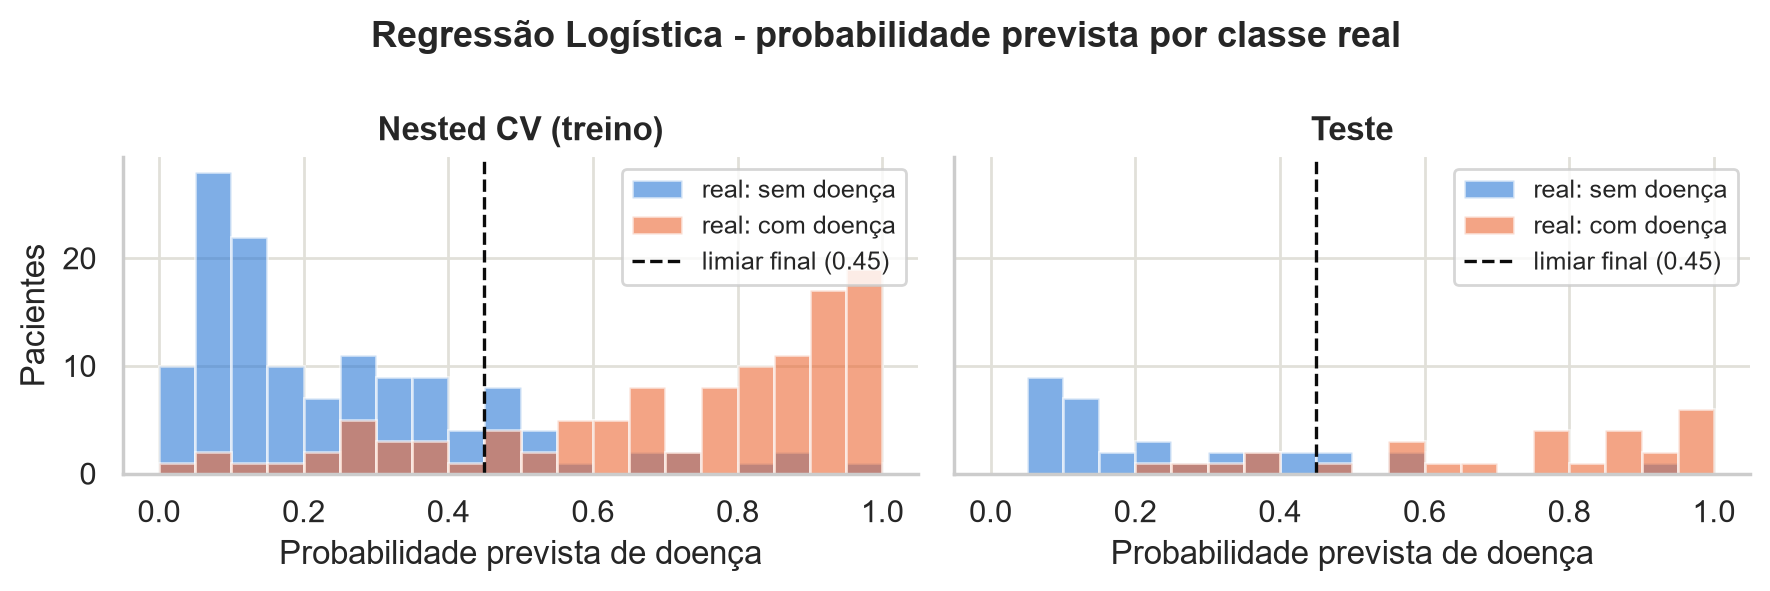 Regressão Logística - probabilidade prevista por classe real
Nested CV (treino)
Pacientes
20
10
0
real: sem doença
real: com doença
limiar final (0.45)
0.0 0.2 0.4 0.6 0.8 1.0
Probabilidade prevista de doença
Teste
real: sem doença
real: com doença
limiar final (0.45)
0.0 0.2 0.4 0.6 0.8 1.0
Probabilidade prevista de doença